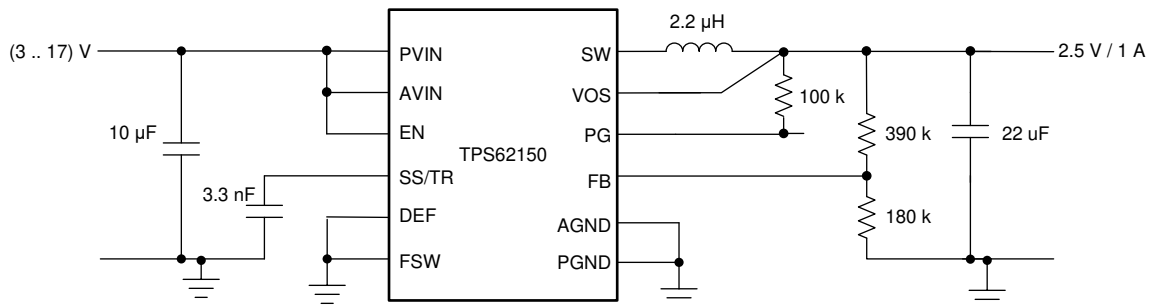 2.2 µH
(3 .. 17) V
PVIN
SW
2.5 V / 1 A
AVIN
VOS
100 k
10 µF
EN
PG
390 k
22 uF
TPS62150
SS/TR
FB
3.3 nF
DEF
AGND
180 k
FSW
PGND